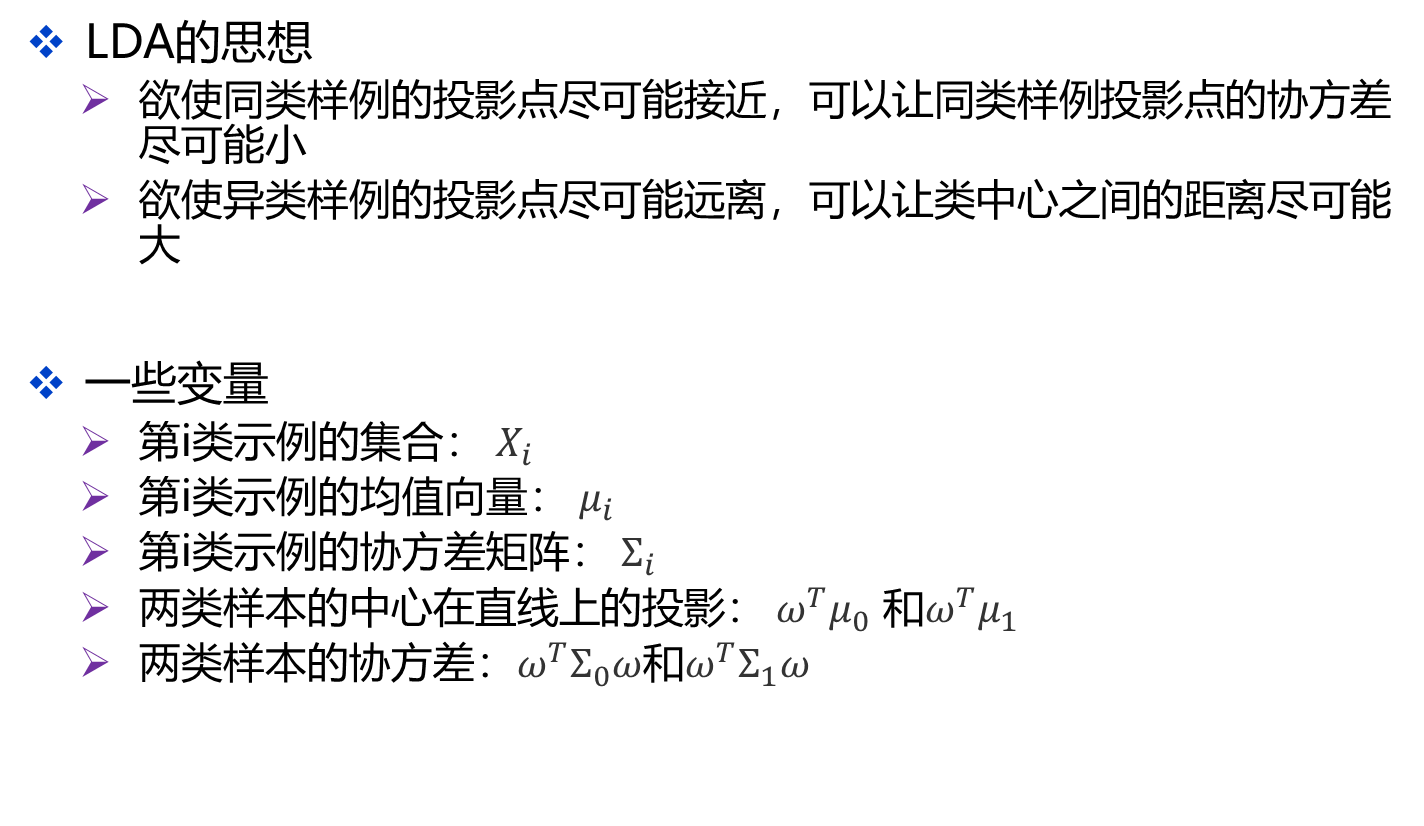 LDA的思想
欲使同类样例的投影点尽可能接近，可以让同类样例投影点的协方差
尽可能小
欲使异类样例的投影点尽可能远离，可以让类中心之间的距离尽可能
大
一些变量
第i类示例的集合： $X_i$
第i类示例的均值向量： $\mu_i$
第i类示例的协方差矩阵： $\Sigma_i$
两类样本的中心在直线上的投影： $\omega^T\mu_0$ 和$\omega^T\mu_1$
两类样本的协方差：$\omega^T\Sigma_0\omega$和$\omega^T\Sigma_1\omega$